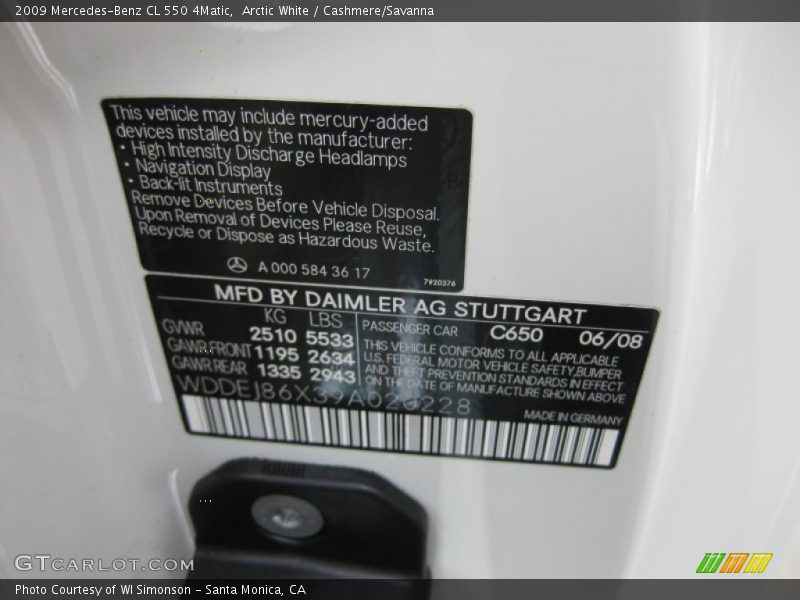 2009 Mercedes-Benz CL 550 4Matic, Arctic White / Cashmere/Savanna
This vehicle may include mercury-added
devices installed by the manufacturer:
• High Intensity Discharge Headlamps
• Navigation Display
• Back-lit Instruments
Remove Devices Before Vehicle Disposal.
Upon Removal of Devices Please Reuse,
Recycle or Dispose as Hazardous Waste.
A 000 584 36 17
7920376
MFD BY DAIMLER AG STUTTGART
KG LBS
GVWR 2510 5533
GAWR FRONT 1195 2634
GAWR REAR 1335 2943
PASSENGER CAR C650 06/08
THIS VEHICLE CONFORMS TO ALL APPLICABLE
U.S. FEDERAL MOTOR VEHICLE SAFETY,BUMPER
AND THEFT PREVENTION STANDARDS IN EFFECT
ON THE DATE OF MANUFACTURE SHOWN ABOVE
MADE IN GERMANY
GTCARLOT.COM
Photo Courtesy of WI Simonson - Santa Monica, CA